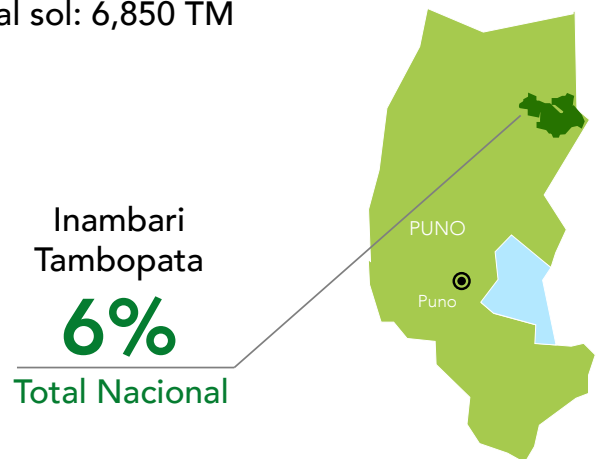 al sol: 6,850 TM
Inambari
Tambopata
6%
Total Nacional
PUNO
Puno